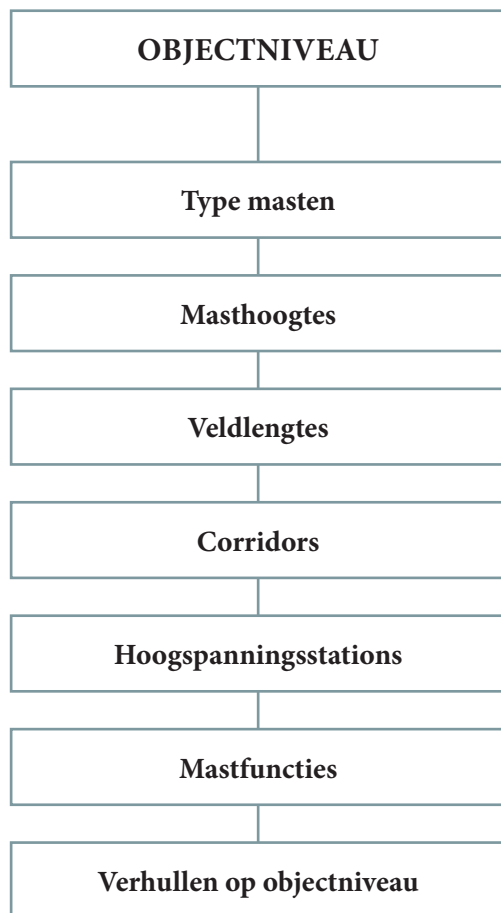 OBJECTNIVEAU
Type masten
Masthoogtes
Veldlengtes
Corridors
Hoogspanningsstations
Mastfuncties
Verhullen op objectniveau